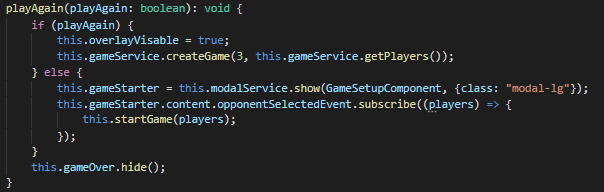 playAgain(playAgain: boolean): void {
    if (playAgain) {
        this.overlayVisable = true;
        this.gameService.createGame(3, this.gameService.getPlayers());
    } else {
        this.gameStarter = this.modalService.show(GameSetupComponent, {class: "modal-lg"});
        this.gameStarter.content.opponentSelectedEvent.subscribe((players) => {
            this.startGame(players);
        });
    }
    this.gameOver.hide();
}